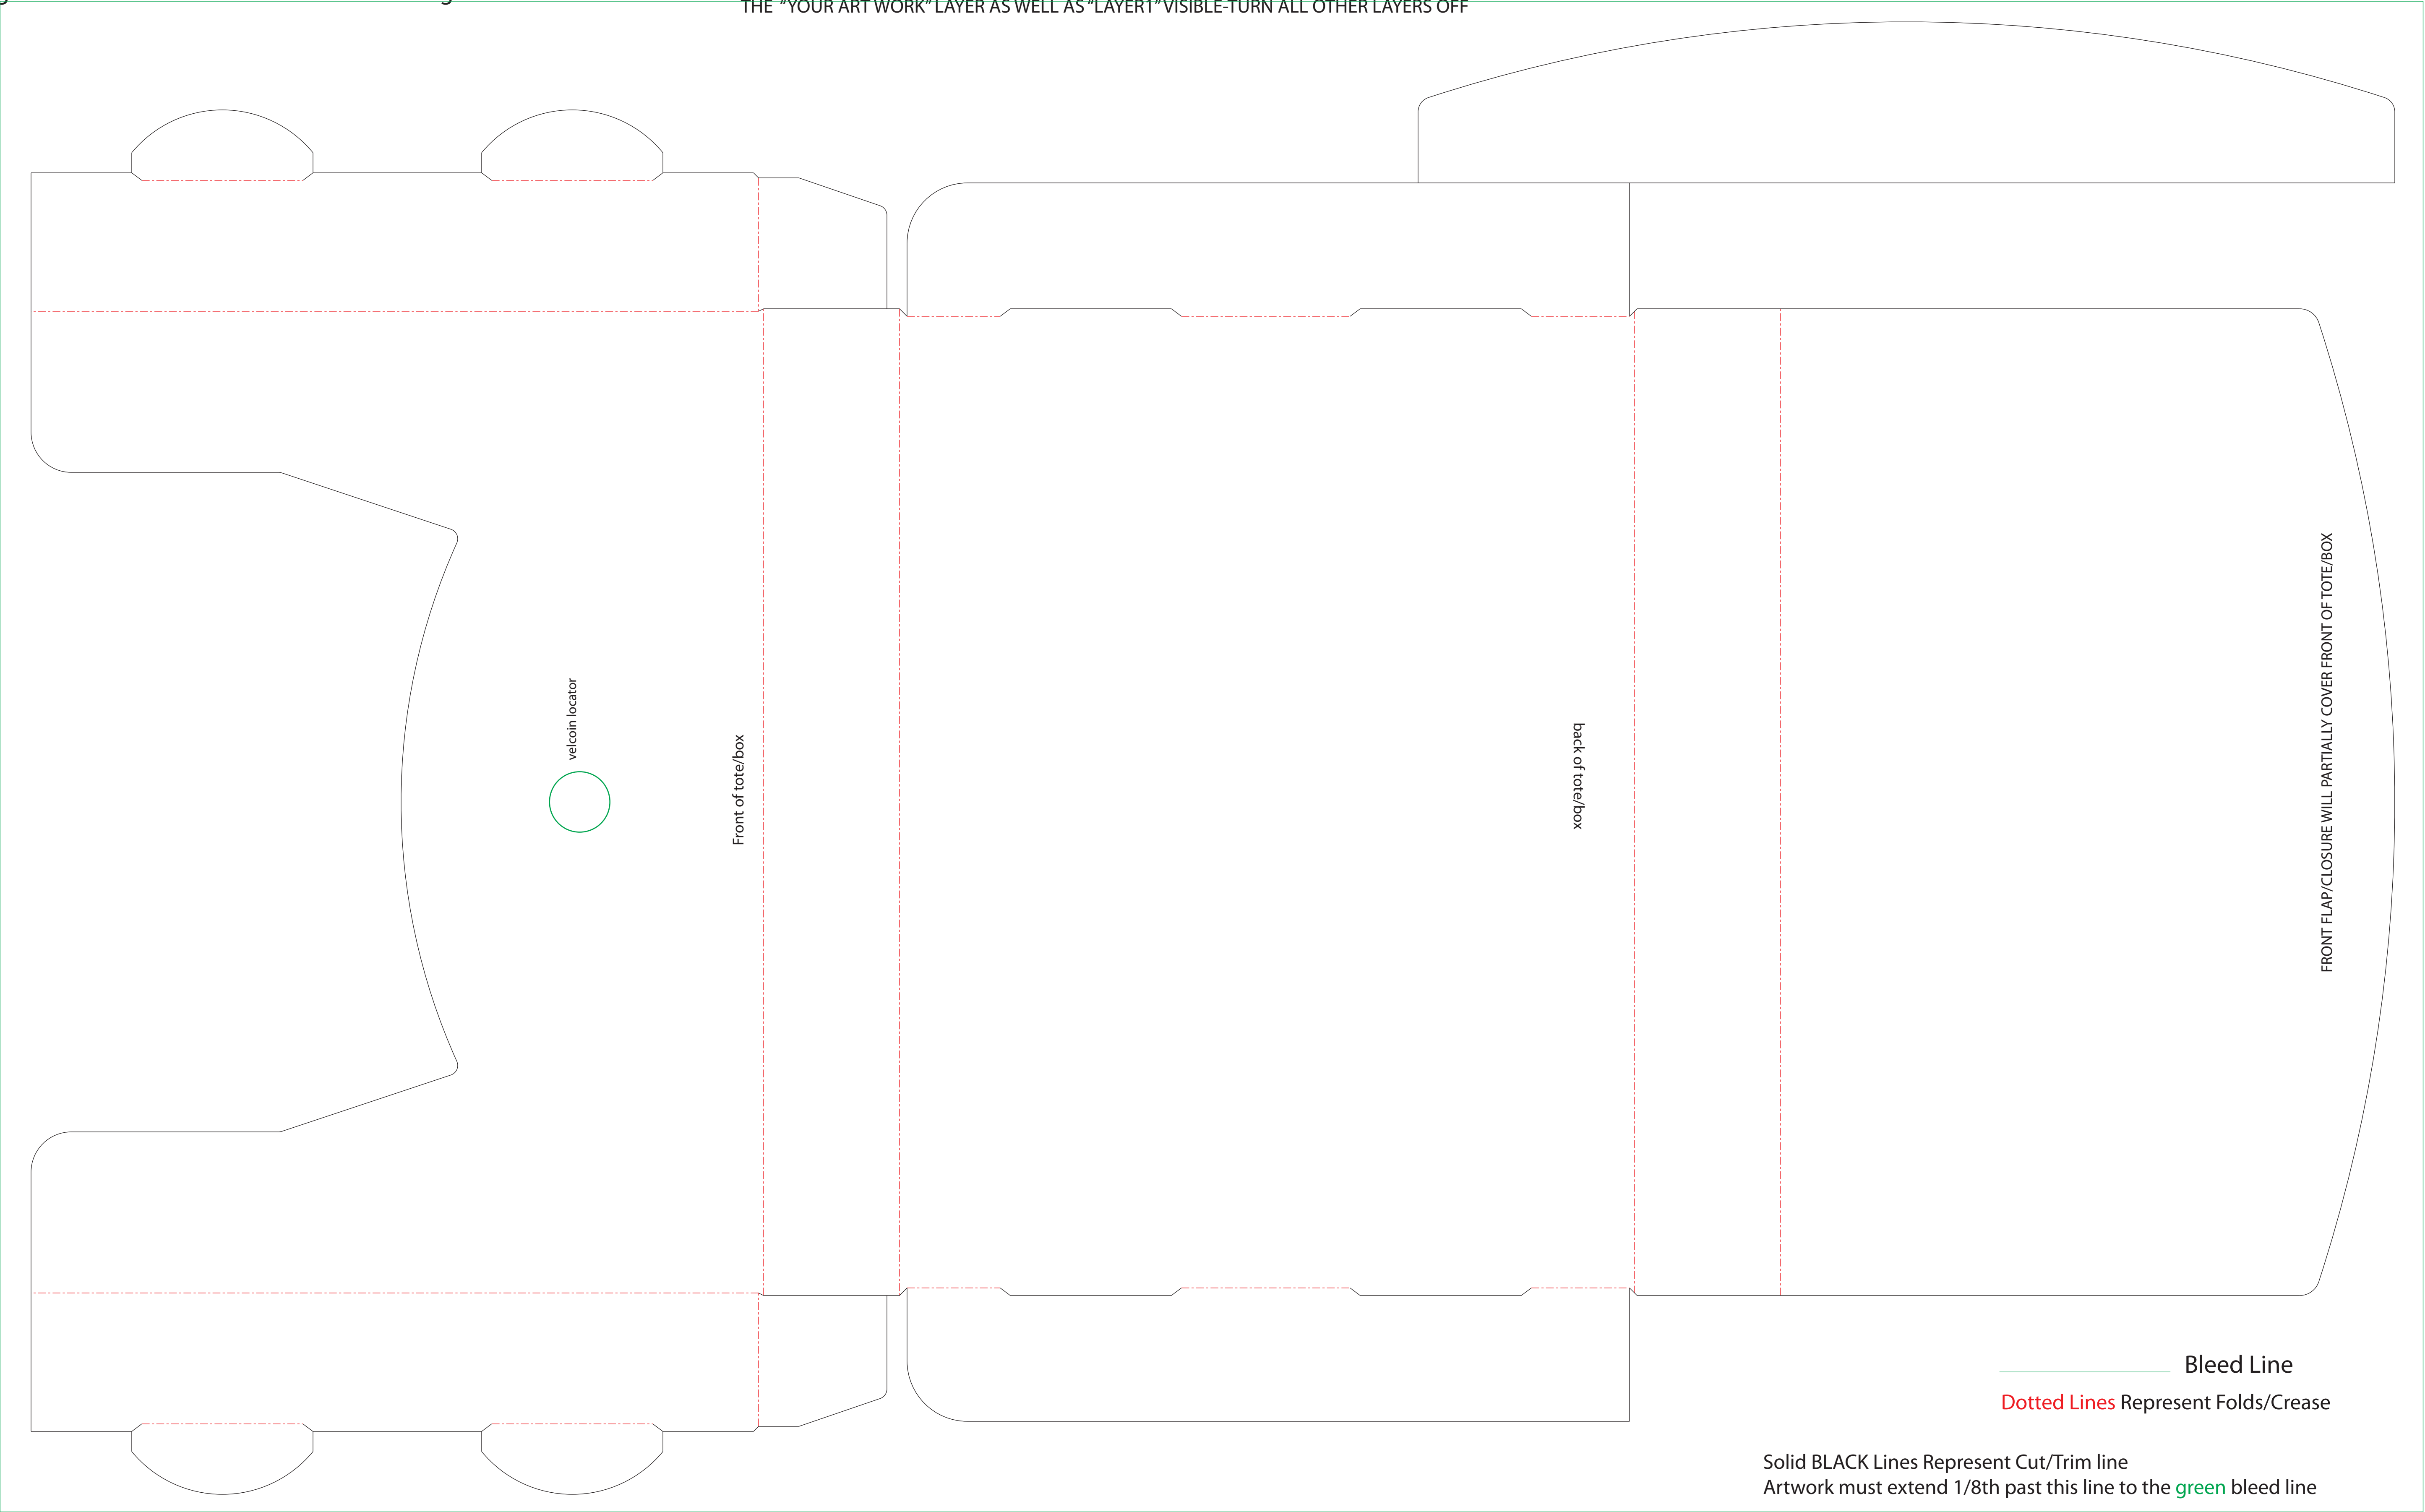 THE "YOUR ART WORK" LAYER AS WELL AS "LAYER1" VISIBLE-TURN ALL OTHER LAYERS OFF
velcoin locator
Front of tote/box
back of tote/box
FRONT FLAP/CLOSURE WILL PARTIALLY COVER FRONT OF TOTE/BOX
Bleed Line
Dotted Lines Represent Folds/Crease
Solid BLACK Lines Represent Cut/Trim line
Artwork must extend 1/8th past this line to the green bleed line